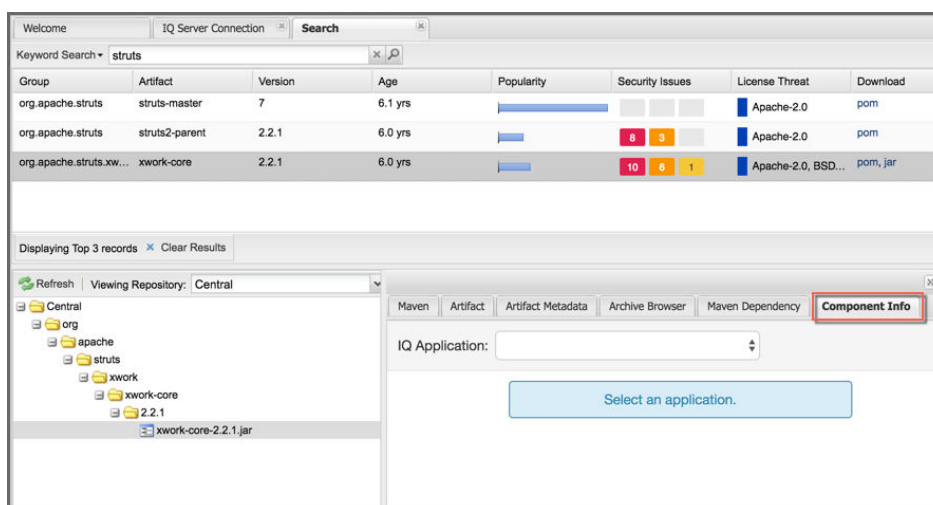 Welcome IQ Server Connection Search
Keyword Search struts
Group Artifact Version Age Popularity Security Issues License Threat Download
org.apache.struts struts-master 7 6.1 yrs Apache-2.0 pom
org.apache.struts struts2-parent 2.2.1 6.0 yrs 8 3 Apache-2.0 pom
org.apache.struts.xw... xwork-core 2.2.1 6.0 yrs 10 6 1 Apache-2.0, BSD... pom, jar
Displaying Top 3 records Clear Results
Refresh Viewing Repository: Central
Central
org
apache
struts
xwork
xwork-core
2.2.1
xwork-core-2.2.1.jar
Maven Artifact Artifact Metadata Archive Browser Maven Dependency Component Info
IQ Application:
Select an application.